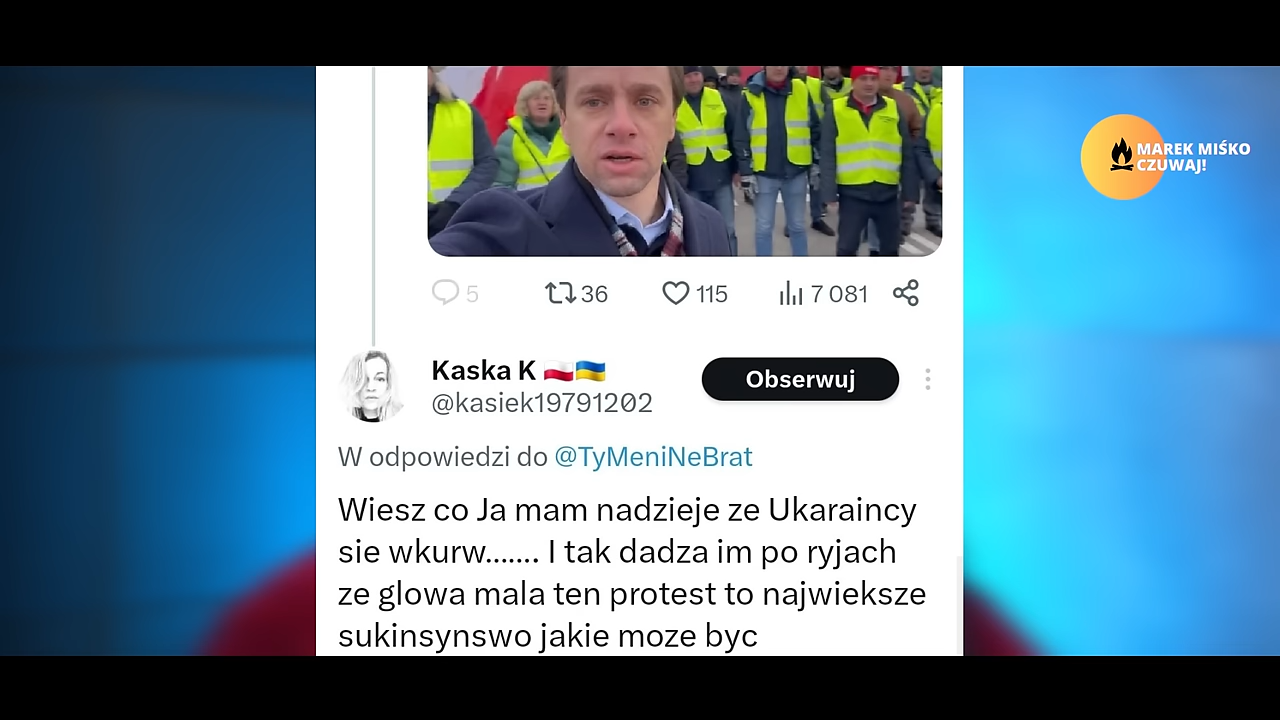 MAREK MIŚKO
CZUWAJ!
5
36
115
7 081
Kaska K
@kasiek19791202
Obserwuj
W odpowiedzi do @TyMeniNeBrat
Wiesz co Ja mam nadzieje ze Ukaraincy
sie wkurw....... I tak dadza im po ryjach
ze glowa mala ten protest to najwieksze
sukinsynswo jakie moze byc